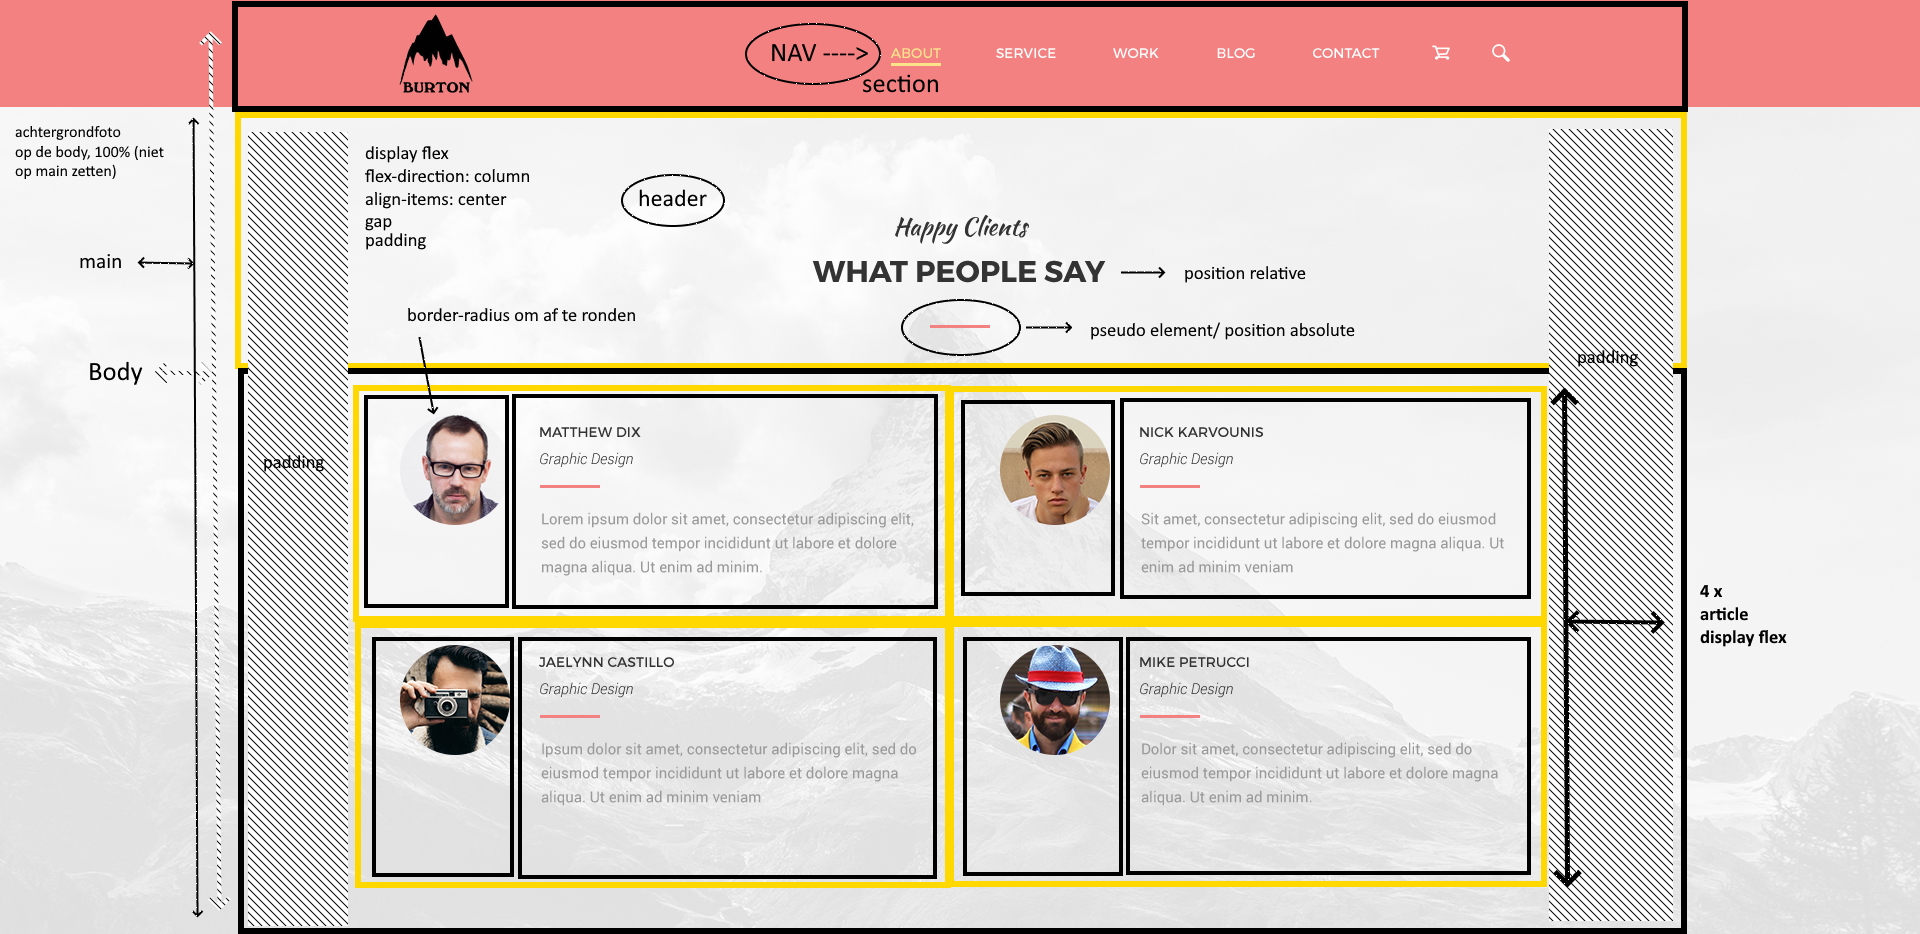 BURTON
NAV ---->
section
ABOUT
SERVICE
WORK
BLOG
CONTACT
achtergrondfoto
op de body, 100% (niet
op main zetten)
display flex
flex-direction: column
align-items: center
gap
padding
header
Happy Clients
WHAT PEOPLE SAY
position relative
main
border-radius om af te ronden
pseudo element/ position absolute
padding
Body
padding
MATTHEW DIX
Graphic Design
Lorem ipsum dolor sit amet, consectetur adipiscing elit,
sed do eiusmod tempor incididunt ut labore et dolore
magna aliqua. Ut enim ad minim.
NICK KARVOUNIS
Graphic Design
Sit amet, consectetur adipiscing elit, sed do eiusmod
tempor incididunt ut labore et dolore magna aliqua. Ut
enim ad minim veniam
4 x
article
display flex
JAELYNN CASTILLO
Graphic Design
Ipsum dolor sit amet, consectetur adipiscing elit, sed do
eiusmod tempor incididunt ut labore et dolore magna
aliqua. Ut enim ad minim veniam
MIKE PETRUCCI
Graphic Design
Dolor sit amet, consectetur adipiscing elit, sed do
eiusmod tempor incididunt ut labore et dolore magna
aliqua. Ut enim ad minim.